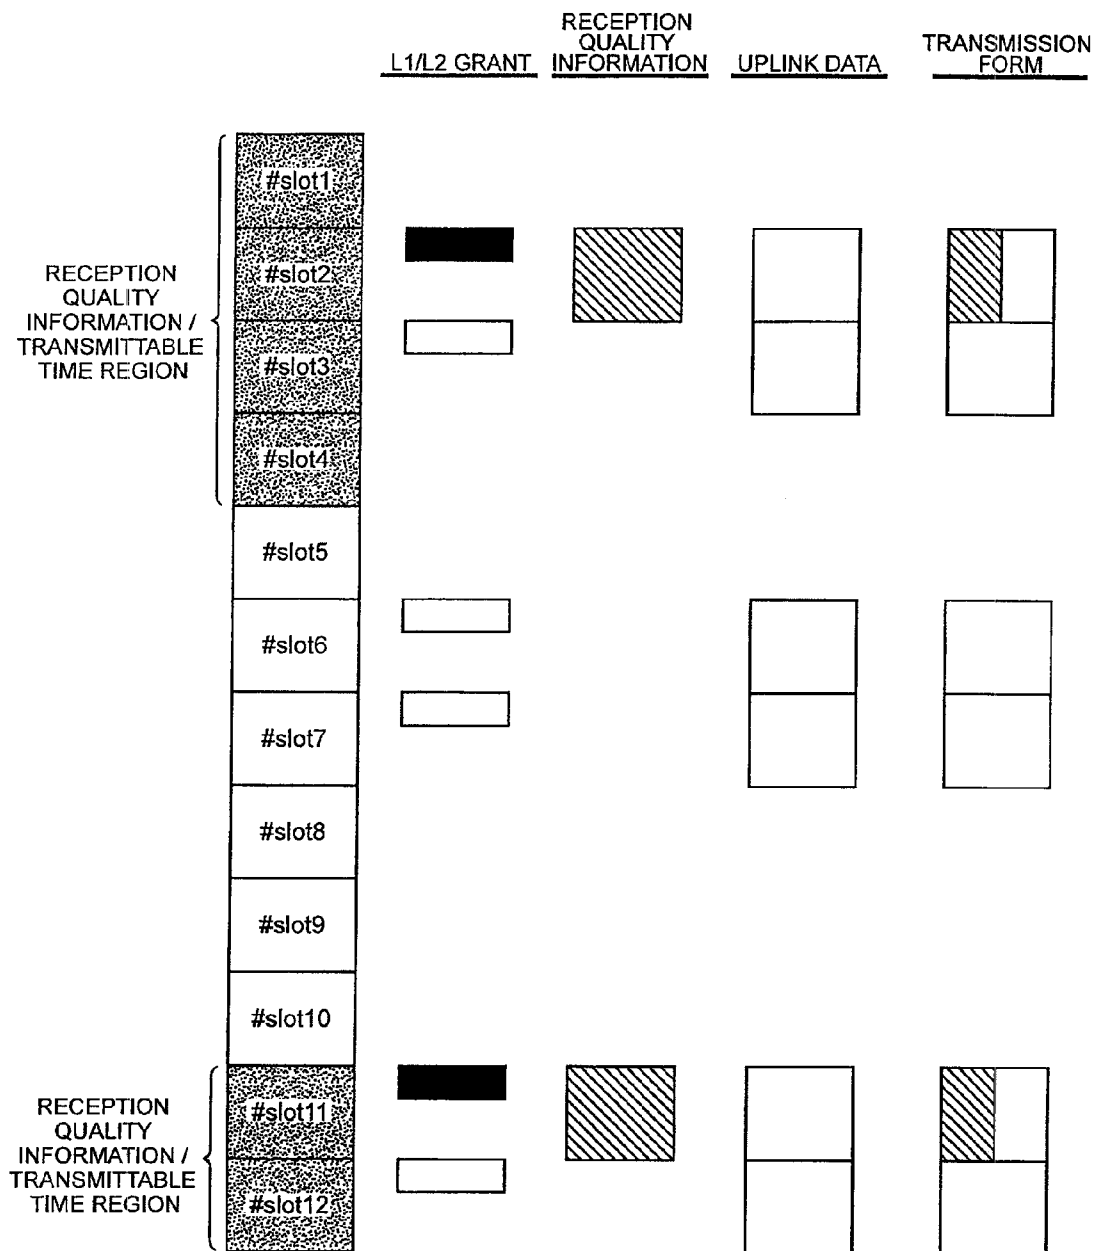 L1/L2 GRANT
RECEPTION
QUALITY
INFORMATION
UPLINK DATA
TRANSMISSION
FORM
RECEPTION
QUALITY
INFORMATION /
TRANSMITTABLE
TIME REGION
#slot1
#slot2
#slot3
#slot4
#slot5
#slot6
#slot7
#slot8
#slot9
#slot10
RECEPTION
QUALITY
INFORMATION /
TRANSMITTABLE
TIME REGION
#slot11
#slot12